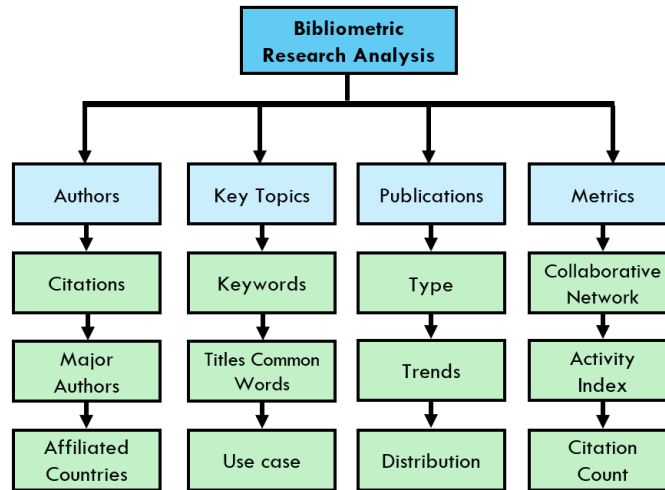 Bibliometric
Research Analysis
Authors
Key Topics
Publications
Metrics
Citations
Keywords
Type
Collaborative
Network
Major
Authors
Titles Common
Words
Trends
Activity
Index
Affiliated
Countries
Use case
Distribution
Citation
Count